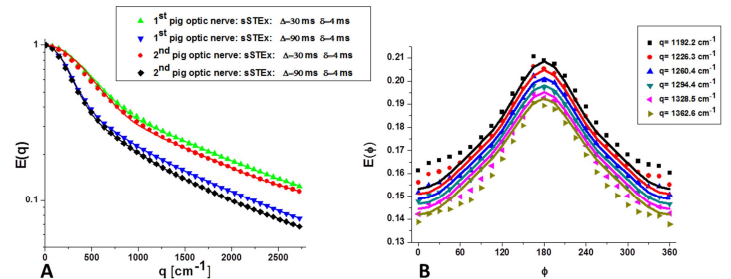 1st pig optic nerve: sSTEx: Δ=30 ms δ=4 ms
1st pig optic nerve: sSTEx: Δ=90 ms δ=4 ms
2nd pig optic nerve: sSTEx: Δ=30 ms δ=4 ms
2nd pig optic nerve: sSTEx: Δ=90 ms δ=4 ms
1
0.1
E(q)
0 500 1000 1500 2000 2500
q [cm-1]
A
q= 1192.2 cm-1
q= 1226.3 cm-1
q= 1260.4 cm-1
q= 1294.4 cm-1
q= 1328.5 cm-1
q= 1362.6 cm-1
0.21
0.20
0.19
0.18
0.17
0.16
0.15
0.14
0.13
E(ϕ)
0 60 120 180 240 300 360
ϕ
B